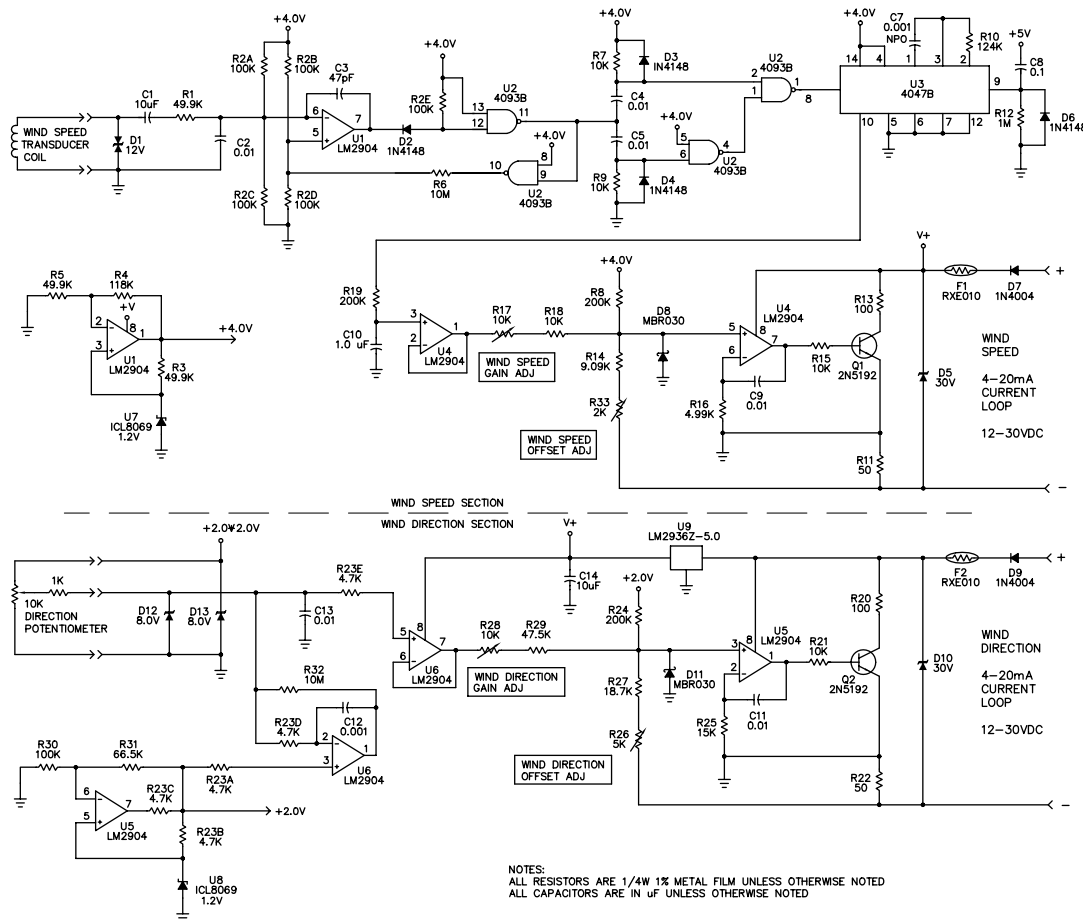 +4.0V
R2A
100K
R2B
100K
C3
47pF
C1
10uF
R1
49.9K
WIND SPEED
TRANSDUCER
COIL
D1
12V
C2
0.01
6
5
7
U1
LM2904
R2C
100K
R2D
100K
+4.0V
R2E
100K
D2
1N4148
13
12
11
U2
4093B
+4.0V
10
8
9
U2
4093B
R6
10M
+4.0V
R7
10K
D3
1N4148
C4
0.01
C5
0.01
R9
10K
D4
1N4148
+4.0V
5
6
4
U2
4093B
U2
4093B
2
1
1
8
+4.0V
C7
0.001
NPO
R10
124K
14
4
1
3
2
U3
4047B
9
10
5
6
7
12
+5V
C8
0.1
R12
1M
D6
1N4148
R5
49.9K
R4
118K
+V
2
3
8
1
U1
LM2904
+4.0V
R3
49.9K
U7
ICL8069
1.2V
R19
200K
C10
1.0 uF
3
2
1
U4
LM2904
R17
10K
R18
10K
WIND SPEED
GAIN ADJ
+4.0V
R8
200K
D8
MBR030
R14
9.09K
R33
2K
WIND SPEED
OFFSET ADJ
U4
LM2904
5
6
8
7
C9
0.01
R16
4.99K
R15
10K
R13
100
Q1
2N5192
R11
50
V+
F1
RXE010
D7
1N4004
+
D5
30V
WIND
SPEED
4-20mA
CURRENT
LOOP
12-30VDC
-
WIND SPEED SECTION
WIND DIRECTION SECTION
+2.0¥2.0V
1K
10K
DIRECTION
POTENTIOMETER
D12
8.0V
D13
8.0V
C13
0.01
R23E
4.7K
R32
10M
R23D
4.7K
C12
0.001
2
3
1
U6
LM2904
5
6
8
7
U6
LM2904
R28
10K
R29
47.5K
WIND DIRECTION
GAIN ADJ
V+
C14
10uF
U9
LM2936Z-5.0
+2.0V
R24
200K
R27
18.7K
R26
5K
D11
MBR030
WIND DIRECTION
OFFSET ADJ
3
2
8
1
U5
LM2904
C11
0.01
R25
15K
R21
10K
R20
100
Q2
2N5192
R22
50
F2
RXE010
D9
1N4004
+
D10
30V
WIND
DIRECTION
4-20mA
CURRENT
LOOP
12-30VDC
-
R30
100K
R31
66.5K
R23A
4.7K
6
5
7
U5
LM2904
R23C
4.7K
+2.0V
R23B
4.7K
U8
ICL8069
1.2V
NOTES:
ALL RESISTORS ARE 1/4W 1% METAL FILM UNLESS OTHERWISE NOTED
ALL CAPACITORS ARE IN uF UNLESS OTHERWISE NOTED